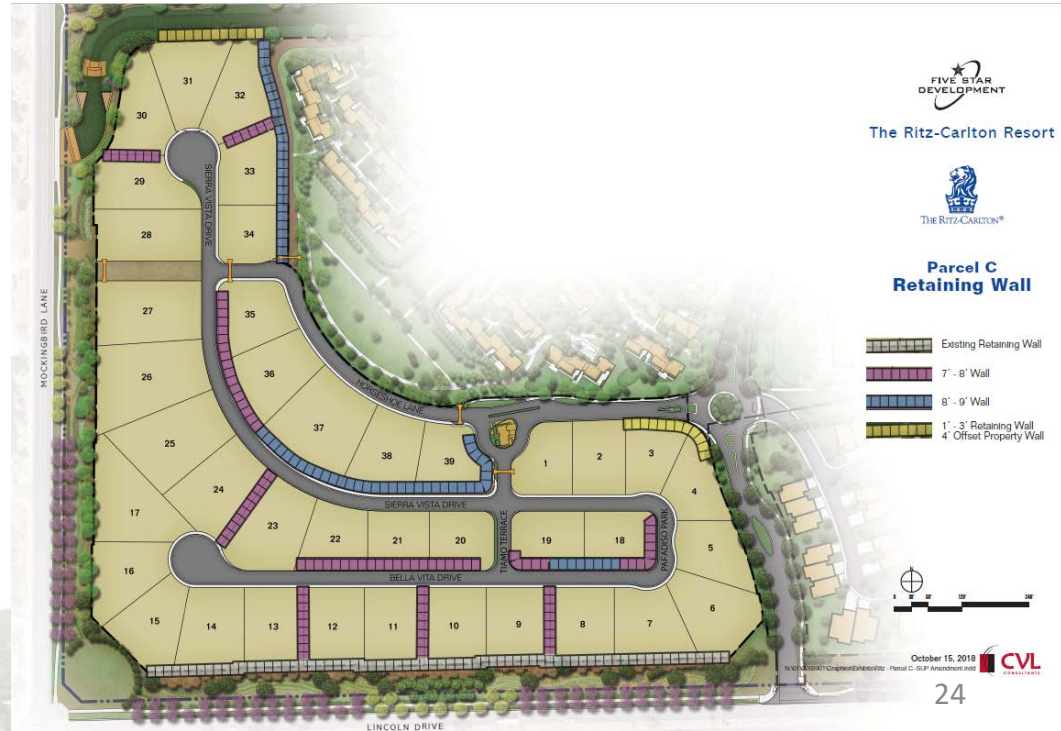 FIVE STAR
DEVELOPMENT
The Ritz-Carlton Resort
THE RITZ-CARLTON®
Parcel C
Retaining Wall
Existing Retaining Wall
7' - 8' Wall
8' - 9' Wall
1' - 3' Retaining Wall
4' Offset Property Wall
MOCKINGBIRD LANE
SIERRA VISTA DRIVE
HORSESHOE LANE
SIERRA VISTA DRIVE
TIAMO TERRACE
BELLA VITA DRIVE
LINCOLN DRIVE
31
32
30
33
29
34
28
35
27
36
26
37
38
39
1
2
3
25
4
24
17
23
22
21
20
19
18
5
16
15
14
13
12
11
10
9
8
7
6
N
0
October 15, 2018
CVL
CONSULTANTS
24